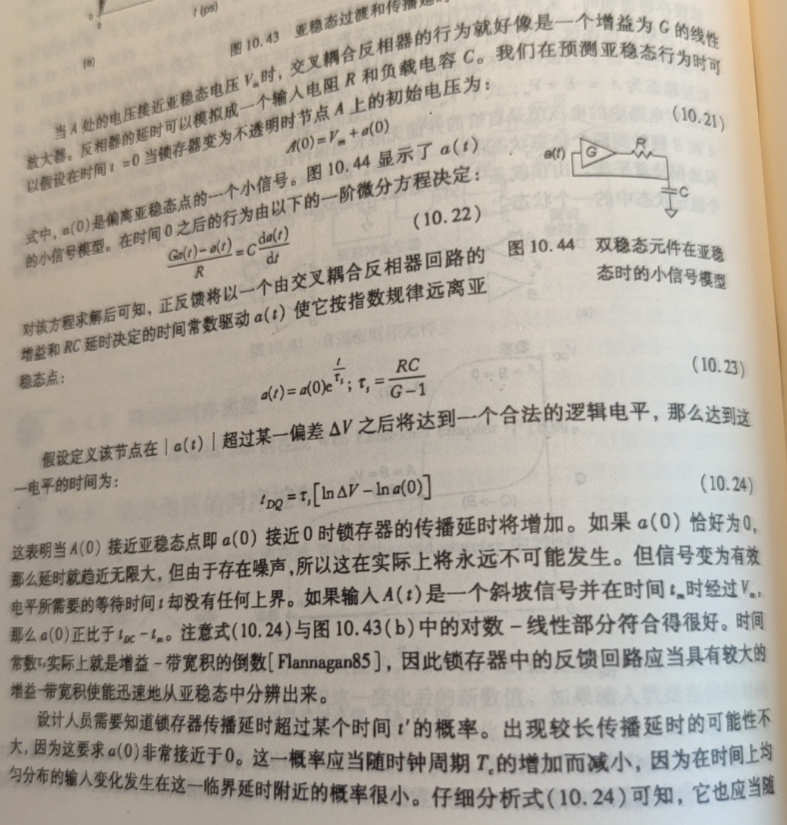 t (ps)
(a)
图10.43 亚稳态过渡和传播延时
当A处的电压接近亚稳态电压 Vₘ时，交叉耦合反相器的行为就好像是一个增益为 G 的线性
放大器。反相器的延时可以模拟成一个输入电阻 R 和负载电容 C。我们在预测亚稳态行为时可
以假设在时间 t=0 当锁存器变为不透明时节点 A 上的初始电压为：
A(0)=Vₘ+a(0) (10.21)
式中，a(0)是偏离亚稳态点的一个小信号。图10.44 显示了 a(t)
的小信号模型。在时间0之后的行为由以下的一阶微分方程决定：
(Ga(t)-a(t))/R = C da(t)/dt (10.22)
a(t) G R C
图10.44 双稳态元件在亚稳
态时的小信号模型
对该方程求解后可知，正反馈将以一个由交叉耦合反相器回路的
增益和 RC 延时决定的时间常数驱动 a(t) 使它按指数规律远离亚
稳态点：
a(t)=a(0)e^(t/τₛ); τₛ = RC/(G-1) (10.23)
假设定义该节点在|a(t)|超过某一偏差 ΔV 之后将达到一个合法的逻辑电平，那么达到这
一电平的时间为：
t_DQ = τₛ[lnΔV-lna(0)] (10.24)
这表明当A(0) 接近亚稳态点即 a(0) 接近0时锁存器的传播延时将增加。如果 a(0) 恰好为0，
那么延时就趋近无限大，但由于存在噪声，所以这在实际上将永远不可能发生。但信号变为有效
电平所需要的等待时间 t 却没有任何上界。如果输入A(t)是一个斜坡信号并在时间 tₘ时经过 Vₘ，
那么 a(0)正比于 t_DC-tₘ。注意式(10.24)与图10.43(b)中的对数-线性部分符合得很好。时间
常数τₛ实际上就是增益-带宽积的倒数[Flannagan85]，因此锁存器中的反馈回路应当具有较大的
增益-带宽积使能迅速地从亚稳态中分辨出来。
设计人员需要知道锁存器传播延时超过某个时间 t'的概率。出现较长传播延时的可能性不
大，因为这要求 a(0)非常接近于0。这一概率应当随时钟周期 T_c的增加而减小，因为在时间上均
匀分布的输入变化发生在这一临界延时附近的概率很小。仔细分析式(10.24)可知，它也应当随